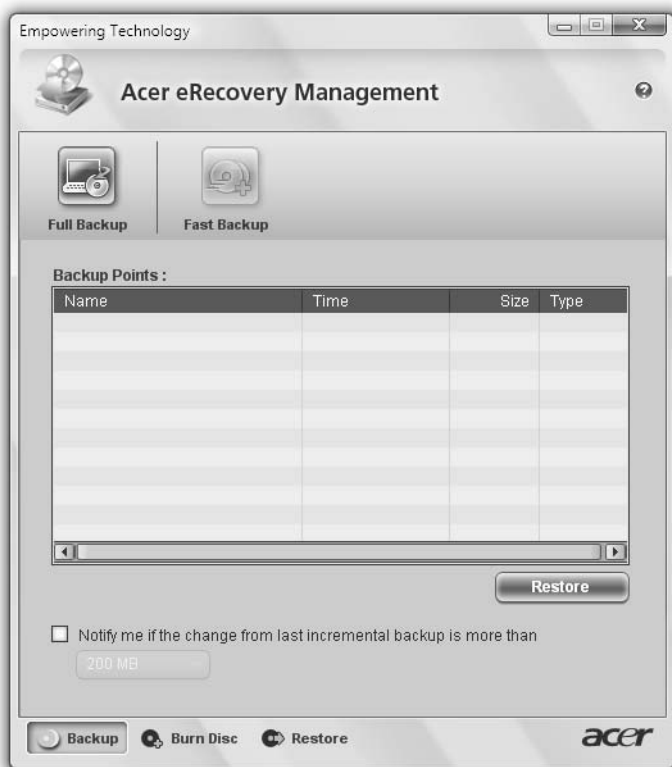 Empowering Technology
Acer eRecovery Management
Full Backup
Fast Backup
Backup Points :
Name Time Size Type
Restore
Notify me if the change from last incremental backup is more than
200 MB
Backup Burn Disc Restore
acer